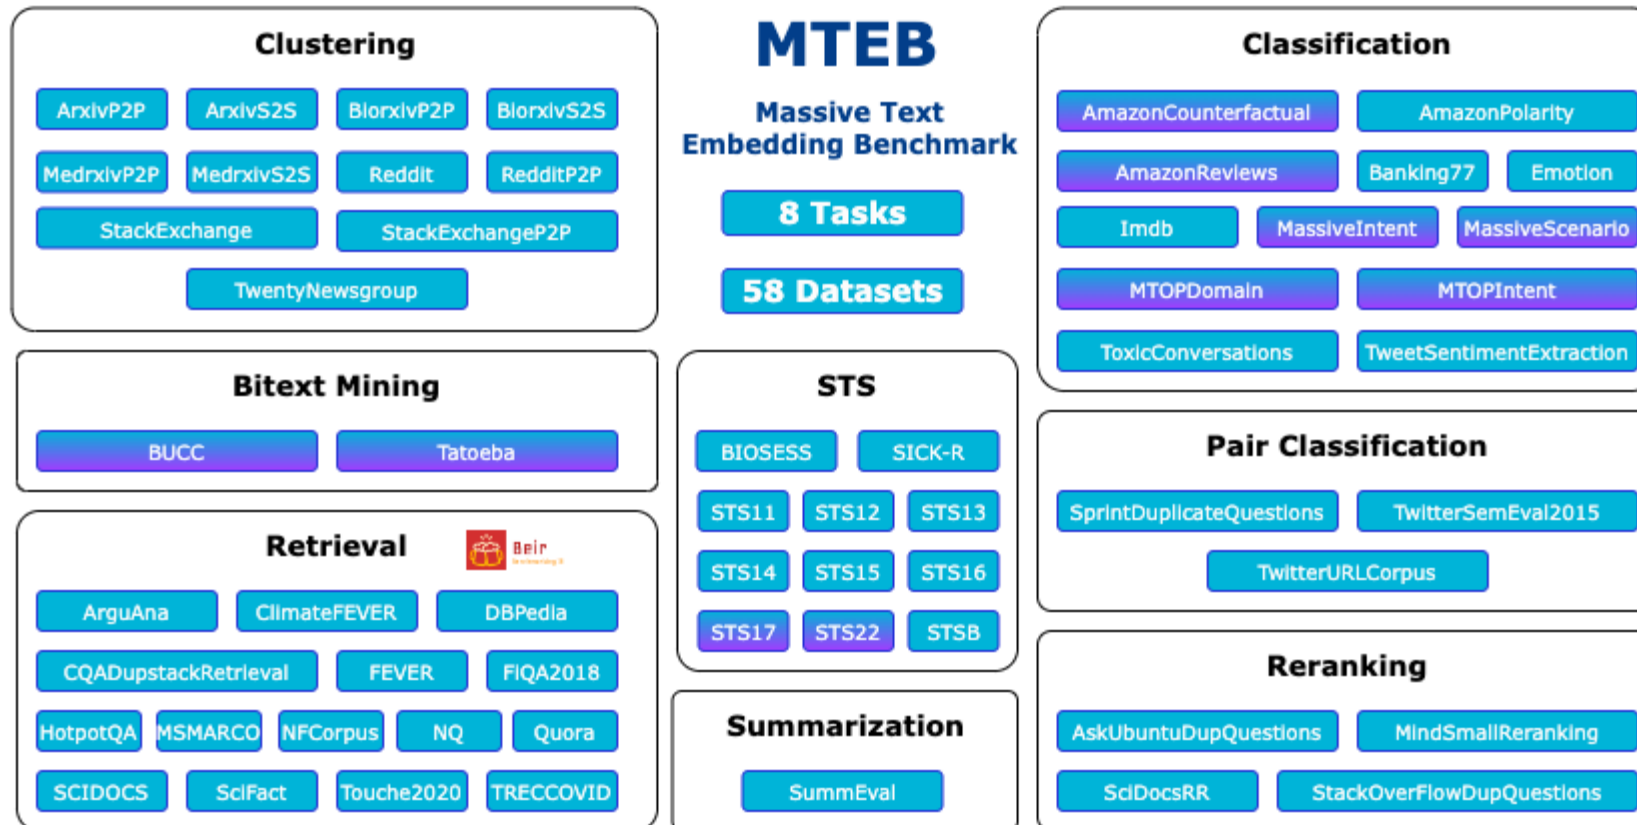 Clustering
ArxivP2P ArxivS2S BiorxivP2P BiorxivS2S
MedrxivP2P MedrxivS2S Reddit RedditP2P
StackExchange StackExchangeP2P
TwentyNewsgroup
MTEB
Massive Text
Embedding Benchmark
8 Tasks
58 Datasets
Classification
AmazonCounterfactual AmazonPolarity
AmazonReviews Banking77 Emotion
Imdb MassiveIntent MassiveScenario
MTOPDomain MTOPIntent
ToxicConversations TweetSentimentExtraction
Bitext Mining
BUCC Tatoeba
STS
BIOSESS SICK-R
STS11 STS12 STS13
STS14 STS15 STS16
STS17 STS22 STSB
Pair Classification
SprintDuplicateQuestions TwitterSemEval2015
TwitterURLCorpus
Retrieval Beir
ArguAna ClimateFEVER DBPedia
CQADupstackRetrieval FEVER FiQA2018
HotpotQA MSMARCO NFCorpus NQ Quora
SCIDOCS SciFact Touche2020 TRECCOVID
Summarization
SummEval
Reranking
AskUbuntuDupQuestions MindSmallReranking
SciDocsRR StackOverFlowDupQuestions